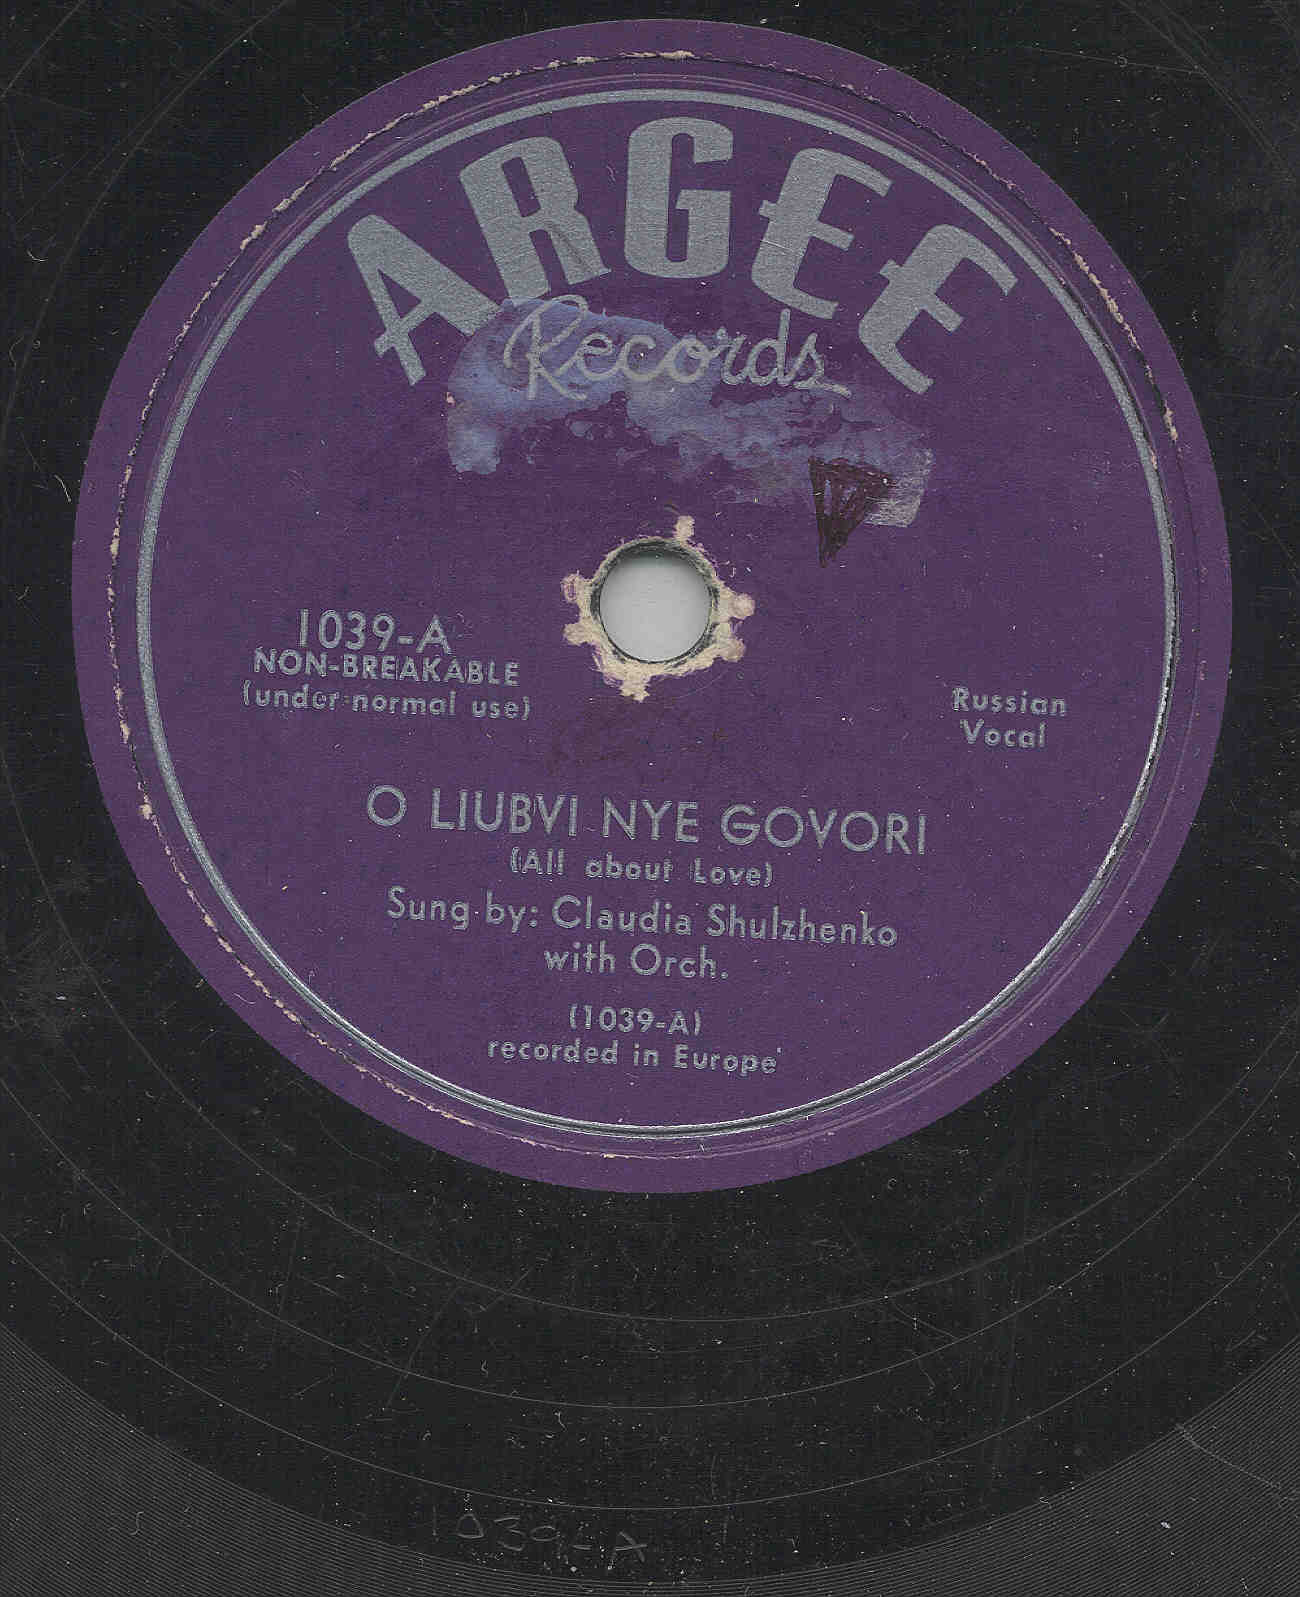 ARGEE
Records
1039-A
NON-BREAKABLE
(under normal use)
Russian
Vocal
O LIUBVI NYE GOVORI
(All about Love)
Sung by: Claudia Shulzhenko
with Orch.
(1039-A)
recorded in Europe
1039-A